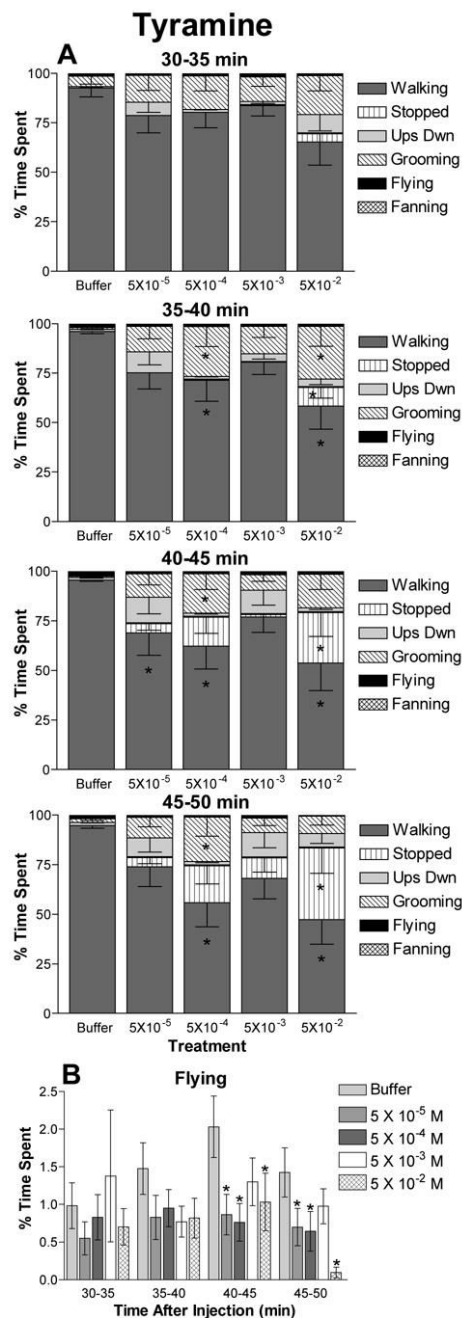 Tyramine
A
30-35 min
100
75
50
25
0
% Time Spent
Buffer
5X10⁻⁵
5X10⁻⁴
5X10⁻³
5X10⁻²
Walking
Stopped
Ups Dwn
Grooming
Flying
Fanning
35-40 min
100
75
50
25
0
% Time Spent
* * * * *
Buffer
5X10⁻⁵
5X10⁻⁴
5X10⁻³
5X10⁻²
Walking
Stopped
Ups Dwn
Grooming
Flying
Fanning
40-45 min
100
75
50
25
0
% Time Spent
* * * * * *
Buffer
5X10⁻⁵
5X10⁻⁴
5X10⁻³
5X10⁻²
Walking
Stopped
Ups Dwn
Grooming
Flying
Fanning
45-50 min
100
75
50
25
0
% Time Spent
* * * *
Buffer
5X10⁻⁵
5X10⁻⁴
5X10⁻³
5X10⁻²
Treatment
Walking
Stopped
Ups Dwn
Grooming
Flying
Fanning
B
Flying
2.5
2.0
1.5
1.0
0.5
0.0
% Time Spent
* * * * * *
30-35
35-40
40-45
45-50
Time After Injection (min)
Buffer
5 X 10⁻⁵ M
5 X 10⁻⁴ M
5 X 10⁻³ M
5 X 10⁻² M